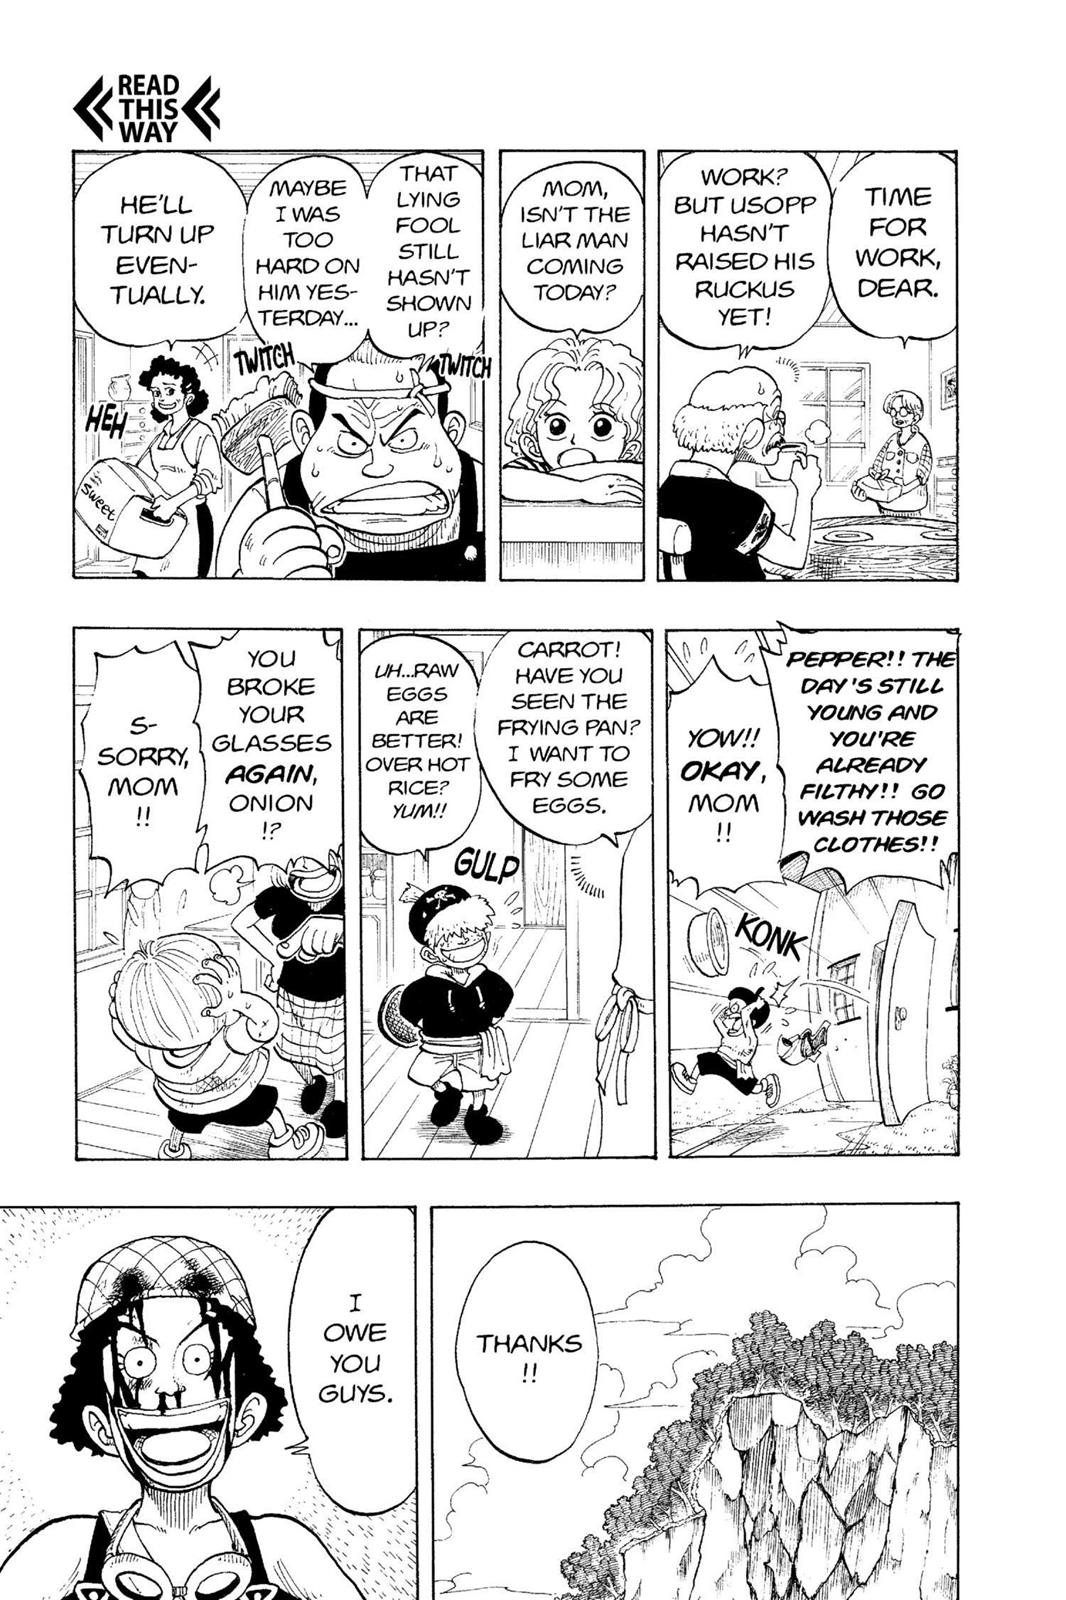 READ
THIS
WAY
TIME
FOR
WORK,
DEAR.
WORK?
BUT USOPP
HASN'T
RAISED HIS
RUCKUS
YET!
MOM,
ISN'T THE
LIAR MAN
COMING
TODAY?
THAT
LYING
FOOL
STILL
HASN'T
SHOWN
UP?
MAYBE
I WAS
TOO
HARD ON
HIM YES-
TERDAY...
TWITCH
TWITCH
HE'LL
TURN UP
EVEN-
TUALLY.
HEH
Sweet
PEPPER!! THE
DAY'S STILL
YOUNG AND
YOU'RE
ALREADY
FILTHY!! GO
WASH THOSE
CLOTHES!!
YOW!!
OKAY,
MOM
!!
KONK
CARROT!
HAVE YOU
SEEN THE
FRYING PAN?
I WANT TO
FRY SOME
EGGS.
UH...RAW
EGGS
ARE
BETTER!
OVER HOT
RICE?
YUM!!
GULP
YOU
BROKE
YOUR
GLASSES
AGAIN,
ONION
!?
S-
SORRY,
MOM
!!
THANKS
!!
I
OWE
YOU
GUYS.